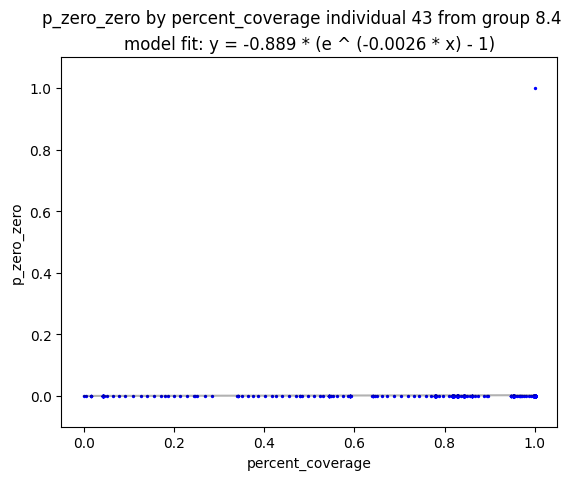 p_zero_zero by percent_coverage individual 43 from group 8.4
model fit: y = -0.889 * (e ^ (-0.0026 * x) - 1)
1.0
0.8
0.6
0.4
0.2
0.0
p_zero_zero
0.0 0.2 0.4 0.6 0.8 1.0
percent_coverage